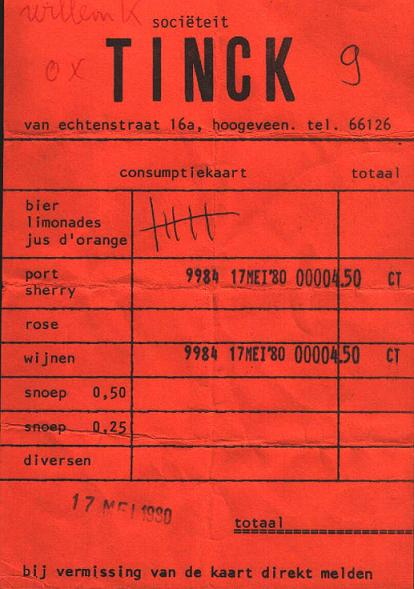 willem K
sociëteit
TINCK
ox
9
van echtenstraat 16a, hoogeveen. tel. 66126
consumptiekaart totaal
bier
limonades
jus d'orange
port
sherry
9984 17MEI'80 00004.50 CT
rose
wijnen 9984 17MEI'80 00004.50 CT
snoep 0,50
snoep 0,25
diversen
17 MEI 1980
totaal
bij vermissing van de kaart direkt melden